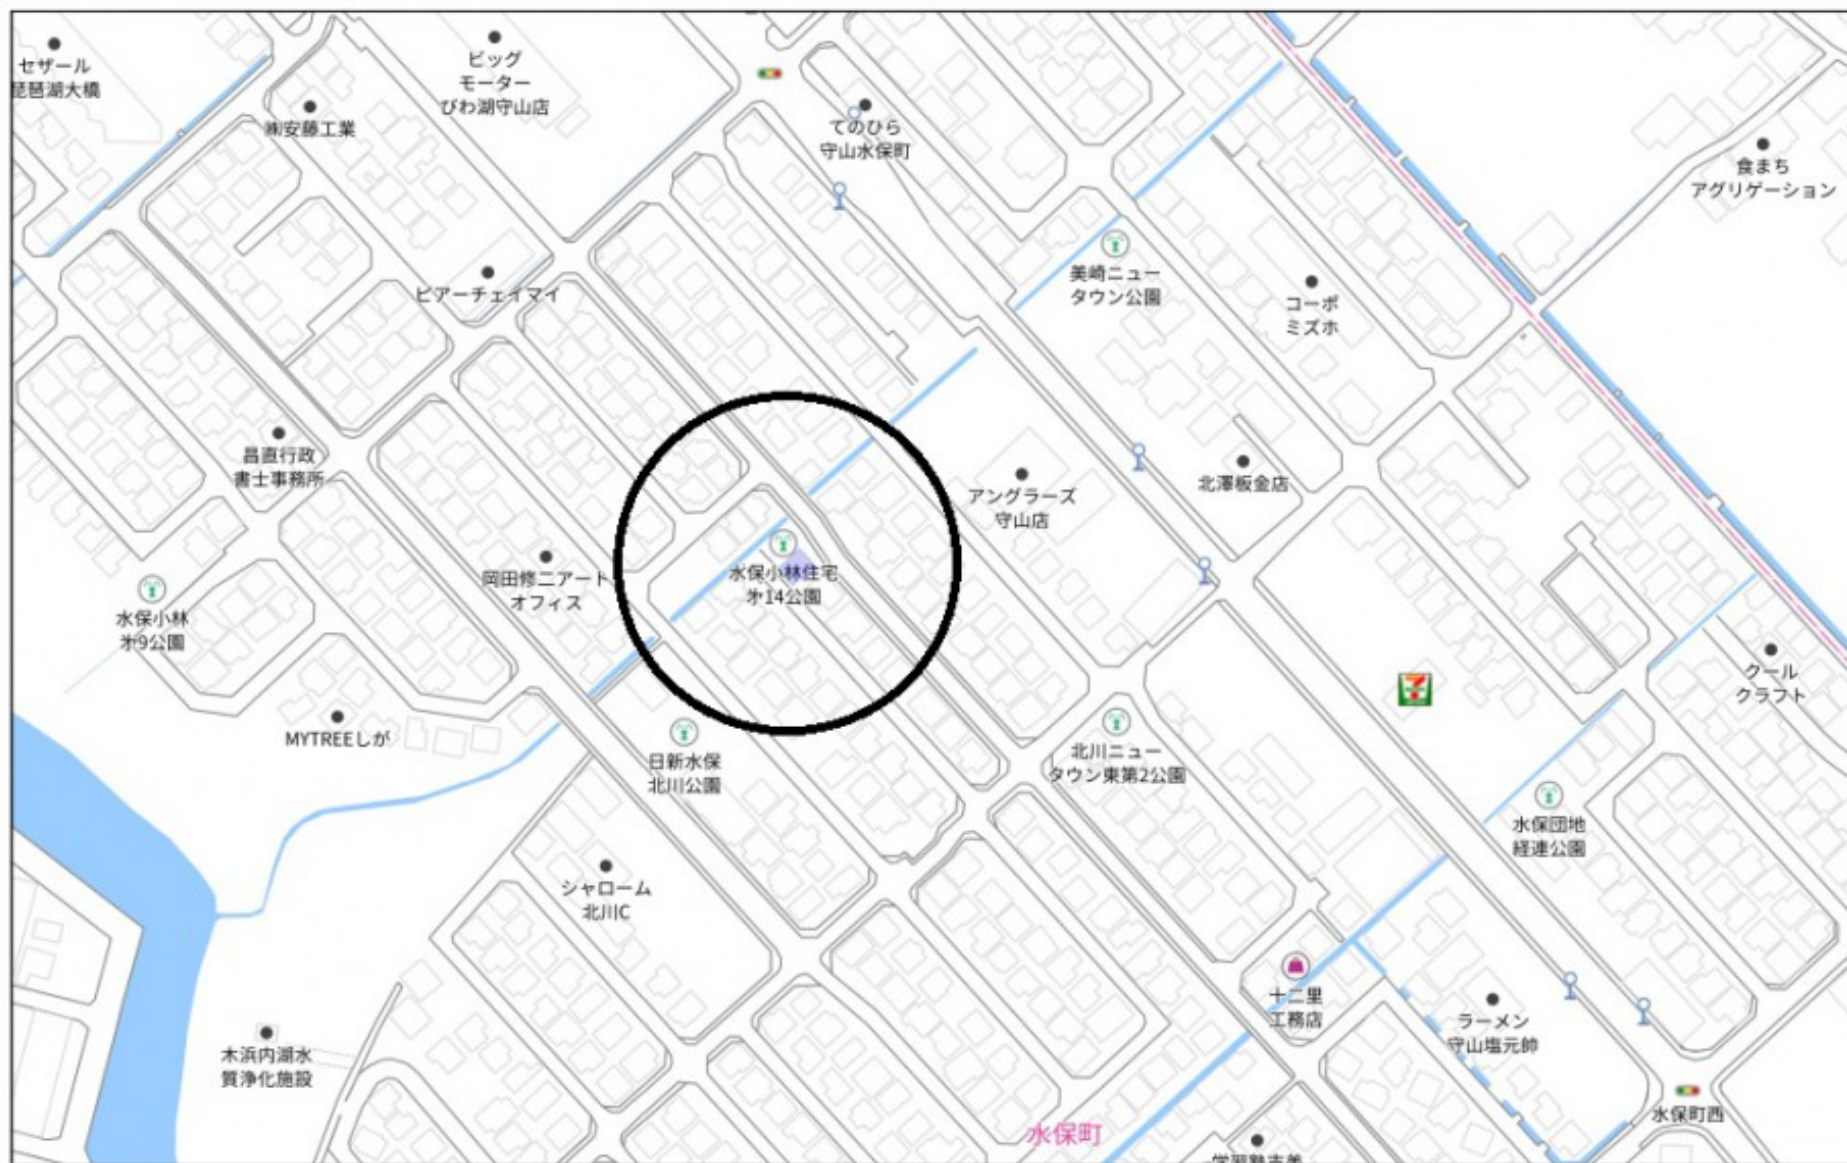 セザール
琵琶湖大橋
ビッグ
モーター
びわ湖守山店
㈱安藤工業
てのひら
守山水保町
食まち
アグリゲーション
美崎ニュー
タウン公園
ピアーチェイマイ
コーポ
ミズホ
昌直行政
書士事務所
アングラーズ
守山店
北澤板金店
岡田修二アート
オフィス
水保小林住宅
㐧14公園
水保小林
㐧9公園
クール
クラフト
MYTREEしが
日新水保
北川公園
北川ニュー
タウン東第2公園
7
水保団地
経連公園
シャローム
北川C
十二里
工務店
ラーメン
守山塩元帥
木浜内湖水
質浄化施設
水保町西
水保町